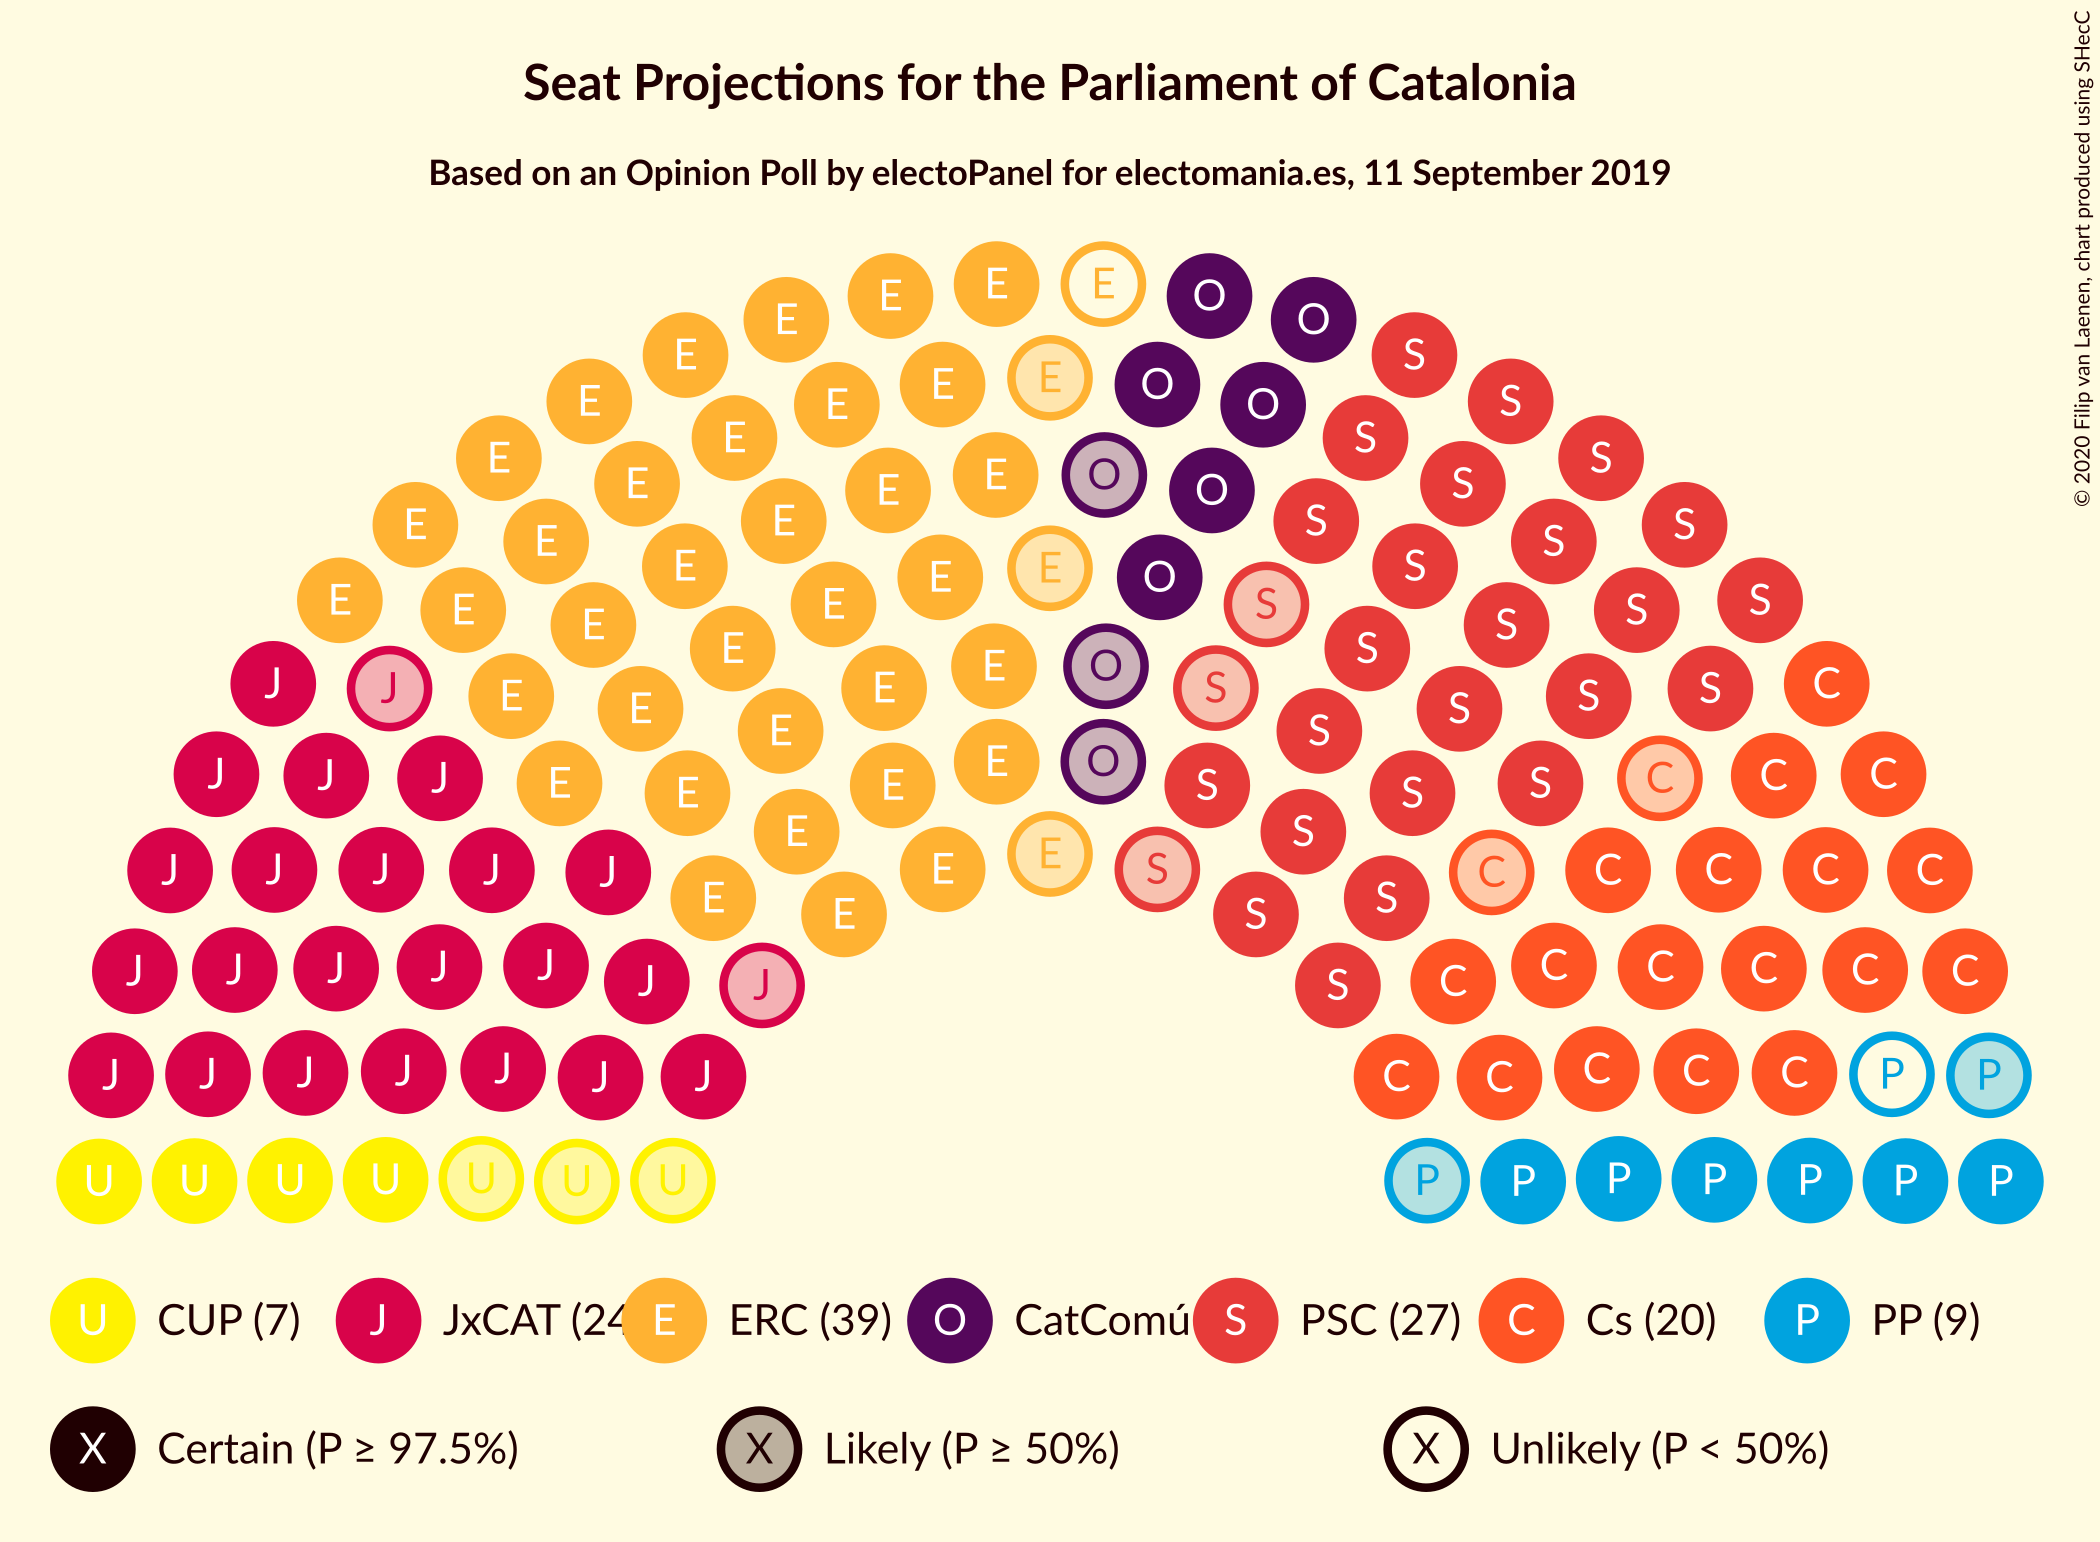 Seat Projections for the Parliament of Catalonia
Based on an Opinion Poll by electoPanel for electomania.es, 11 September 2019
© 2020 Filip van Laenen, chart produced using SHecC
E E E O
E O
E S
E E O
E E O S
E S
E S
E E E O O S
E E S S
E S
E E E O S
E E E S S S
E S
E S
E O
J J E E S S S C
E S
E S
J J J E E E E O S S S C C C
E S
J J J J J E E S C C C C C
E E S S
J J J J J J J S C C C C C C
J J J J J J J C C C C C P P
U U U U U U U P P P P P P P
U CUP (7) J JxCAT (24 E ERC (39) O CatComú S PSC (27) C Cs (20) P PP (9)
X Certain (P ≥ 97.5%) X Likely (P ≥ 50%) X Unlikely (P < 50%)